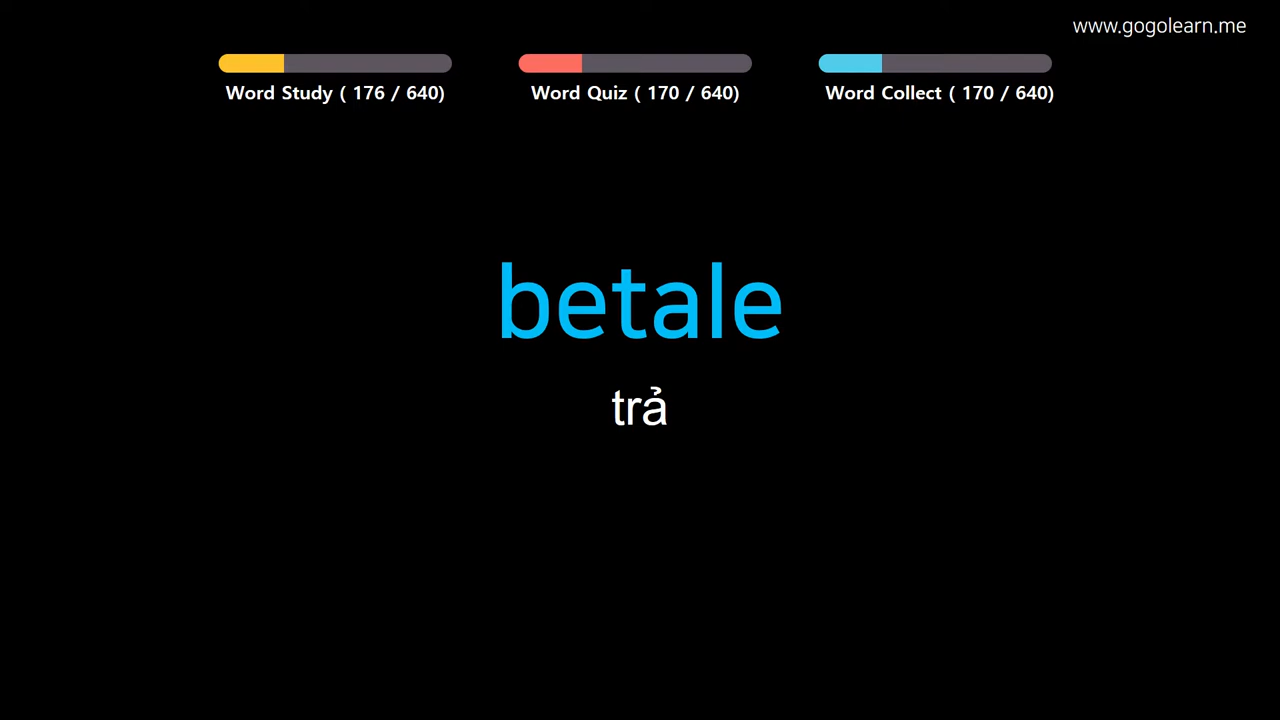 www.gogolearn.me
Word Study ( 176 / 640)
Word Quiz ( 170 / 640)
Word Collect ( 170 / 640)
betale
trả